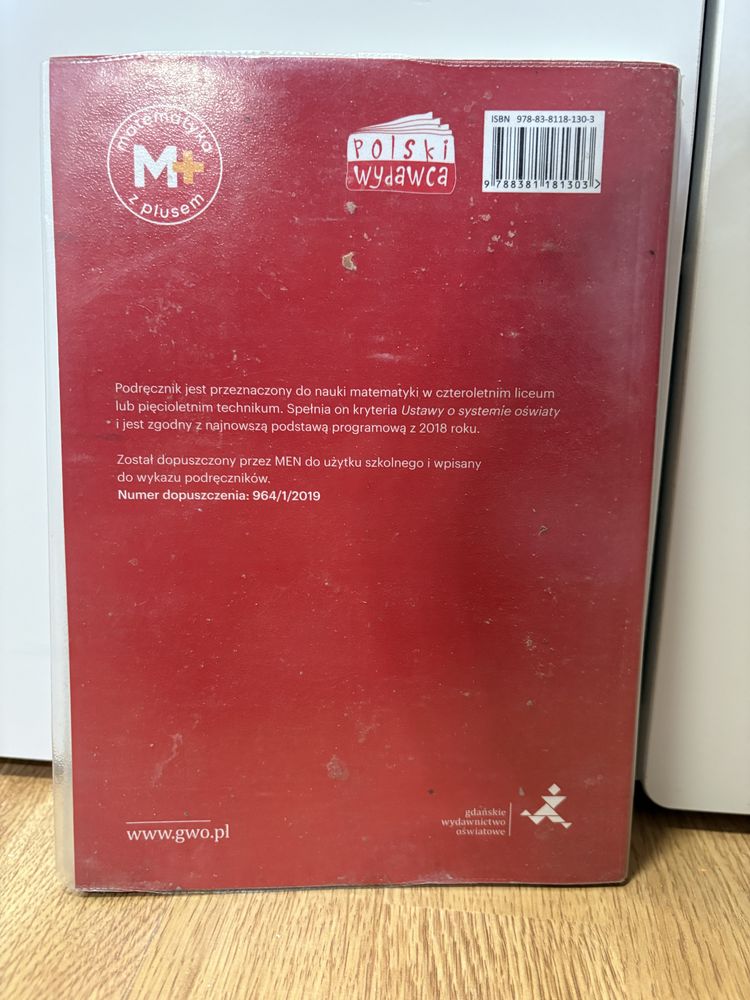 matematyka
M+
z plusem
POLSKI
wydawca
ISBN 978-83-8118-130-3
9 788381 181303 >
Podręcznik jest przeznaczony do nauki matematyki w czteroletnim liceum
lub pięcioletnim technikum. Spełnia on kryteria Ustawy o systemie oświaty
i jest zgodny z najnowszą podstawą programową z 2018 roku.
Został dopuszczony przez MEN do użytku szkolnego i wpisany
do wykazu podręczników.
Numer dopuszczenia: 964/1/2019
www.gwo.pl
gdańskie
wydawnictwo
oświatowe